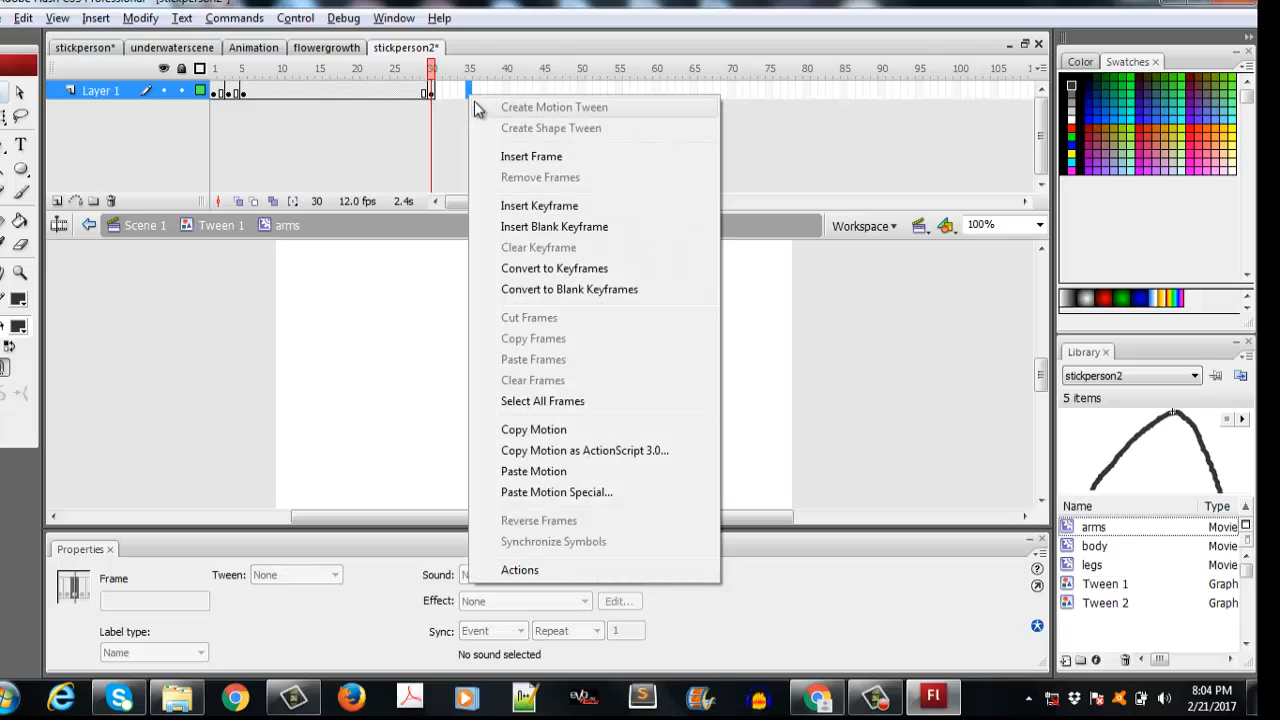 Edit View Insert Modify Text Commands Control Debug Window Help
stickperson* underwaterscene Animation flowergrowth stickperson2*
1 5 10 15 20 25 30 35 40 45 50 55 60 65 70 75 80 85 90 95 100 105
Layer 1
30 12.0 fps 2.4s
Scene 1 Tween 1 arms Workspace 100%
Create Motion Tween
Create Shape Tween
Insert Frame
Remove Frames
Insert Keyframe
Insert Blank Keyframe
Clear Keyframe
Convert to Keyframes
Convert to Blank Keyframes
Cut Frames
Copy Frames
Paste Frames
Clear Frames
Select All Frames
Copy Motion
Copy Motion as ActionScript 3.0...
Paste Motion
Paste Motion Special...
Reverse Frames
Synchronize Symbols
Actions
Color Swatches
Library
stickperson2
5 items
Name Type
arms Movie
body Movie
legs Movie
Tween 1 Graph
Tween 2 Graph
Properties
Frame Tween: None Sound: N
Effect: None Edit...
Label type: Sync: Event Repeat 1
Name No sound selected
T
S
Fl
8:04 PM
2/21/2017